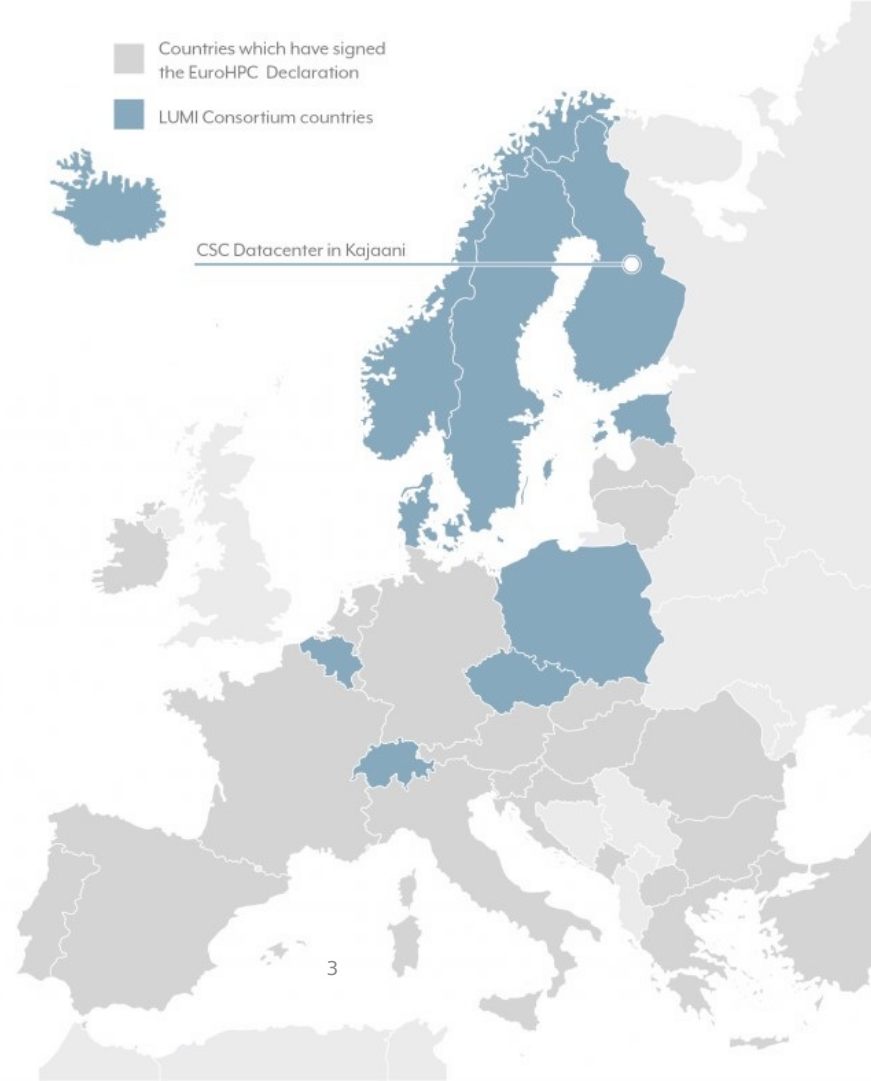 Countries which have signed
the EuroHPC Declaration
LUMI Consortium countries
CSC Datacenter in Kajaani
3